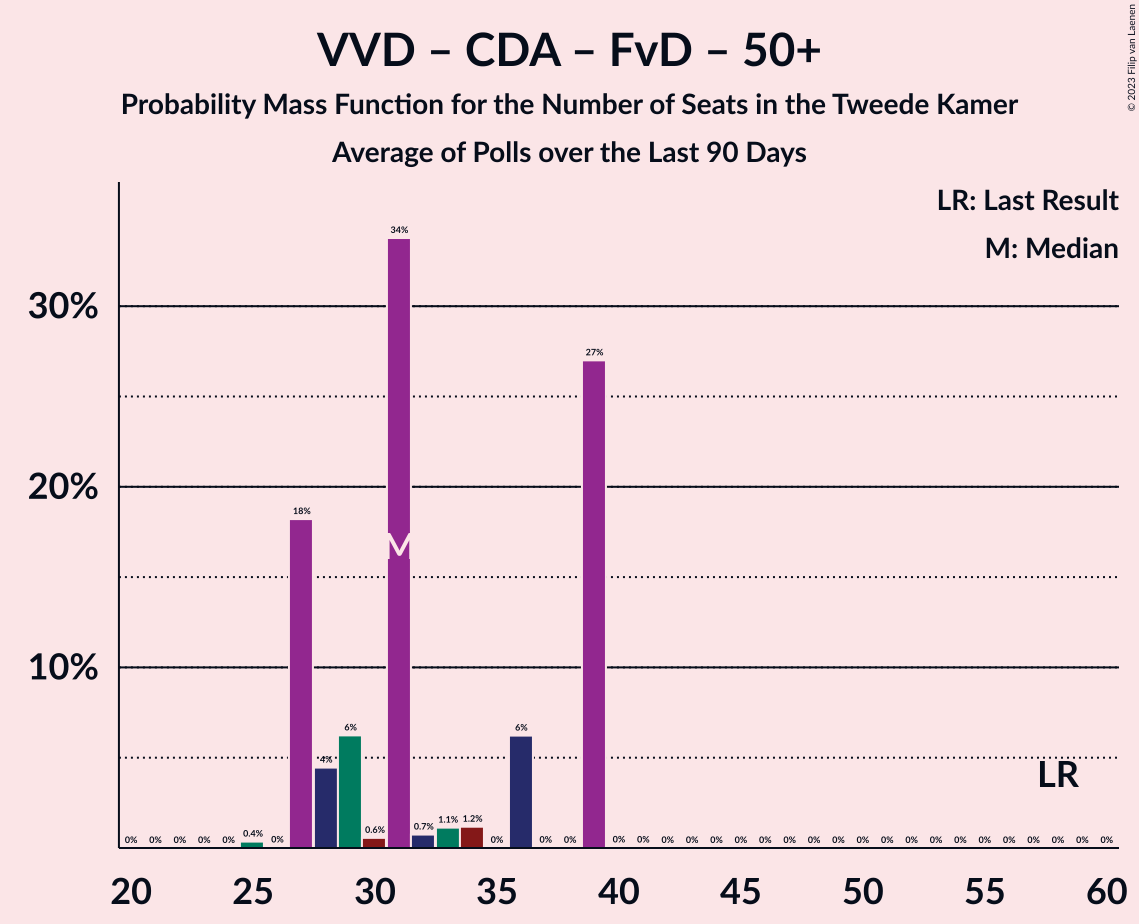 VVD – CDA – FvD – 50+
Probability Mass Function for the Number of Seats in the Tweede Kamer
Average of Polls over the Last 90 Days
© 2023 Filip van Laenen
LR: Last Result
M: Median
34%
30%
27%
20%
18%
M
10%
6% 6%
4%
LR
0% 0% 0% 0% 0% 0.4% 0% 0.6% 0.7% 1.1% 1.2% 0% 0% 0% 0% 0% 0% 0% 0% 0% 0% 0% 0% 0% 0% 0% 0% 0% 0% 0% 0% 0% 0% 0% 0%
20 25 30 35 40 45 50 55 60